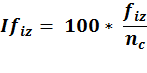 If_iz = 100 * f_iz / n_c